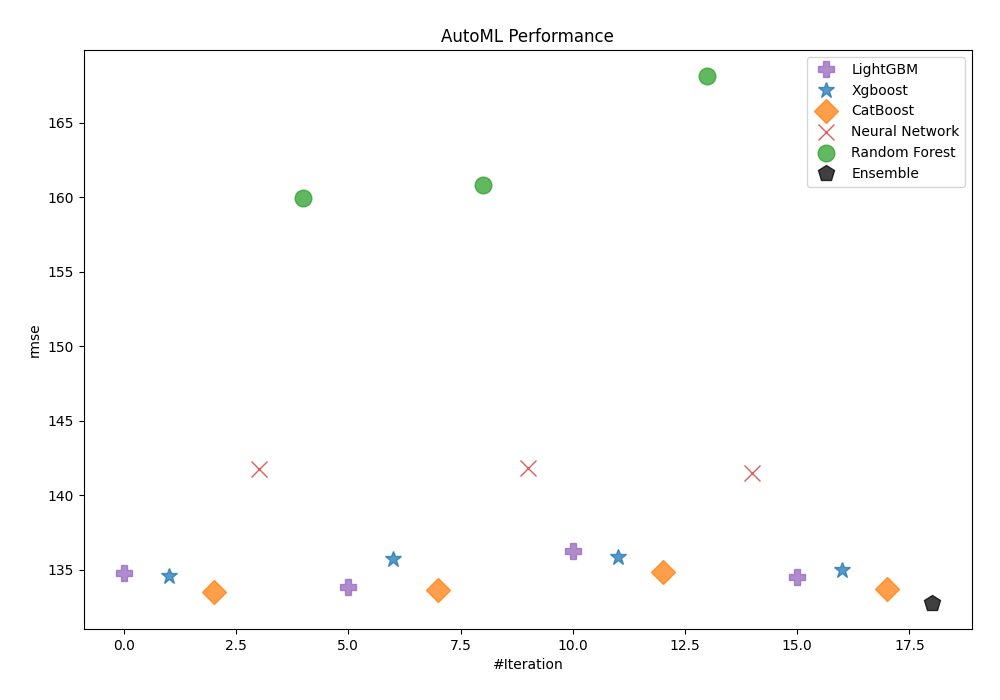 AutoML Performance
LightGBM
Xgboost
CatBoost
Neural Network
Random Forest
Ensemble
rmse
165
160
155
150
145
140
135
0.0 2.5 5.0 7.5 10.0 12.5 15.0 17.5
#Iteration